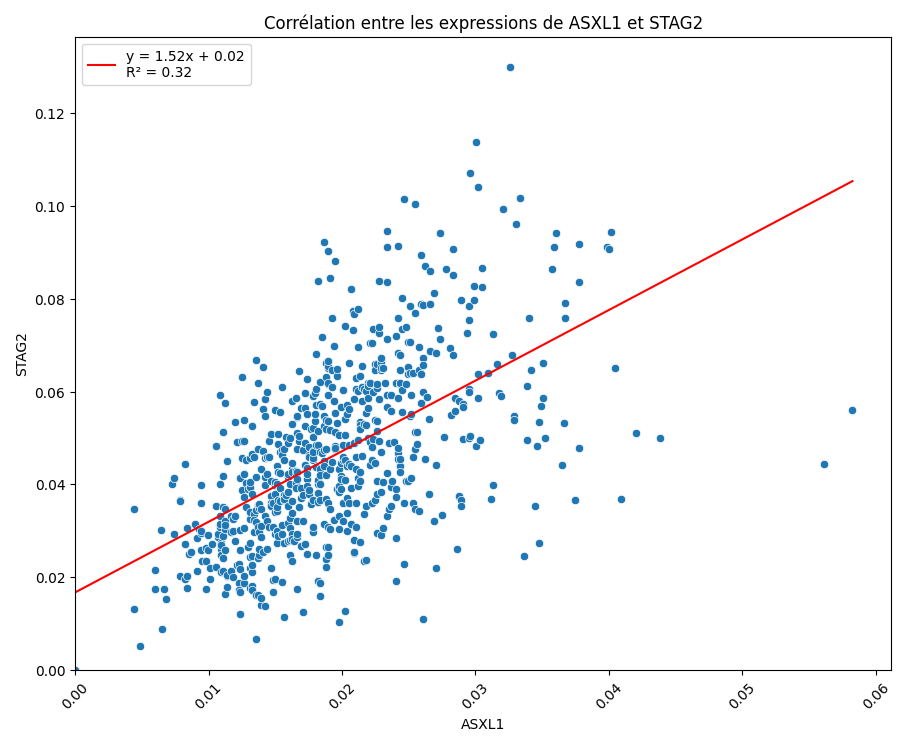 Corrélation entre les expressions de ASXL1 et STAG2
y = 1.52x + 0.02
R² = 0.32
0.12
0.10
0.08
0.06
0.04
0.02
0.00
STAG2
0.00 0.01 0.02 0.03 0.04 0.05 0.06
ASXL1